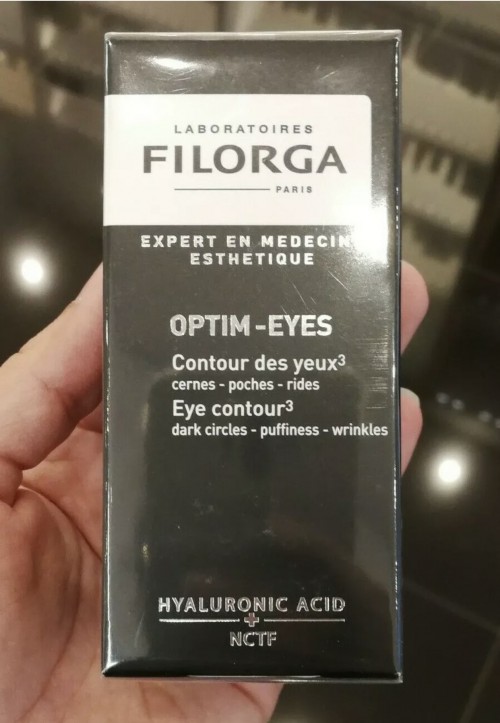 LABORATOIRES
FILORGA
PARIS
EXPERT EN MEDECIN
ESTHETIQUE
OPTIM-EYES
Contour des yeux³
cernes - poches - rides
Eye contour³
dark circles - puffiness - wrinkles
HYALURONIC ACID
+
NCTF